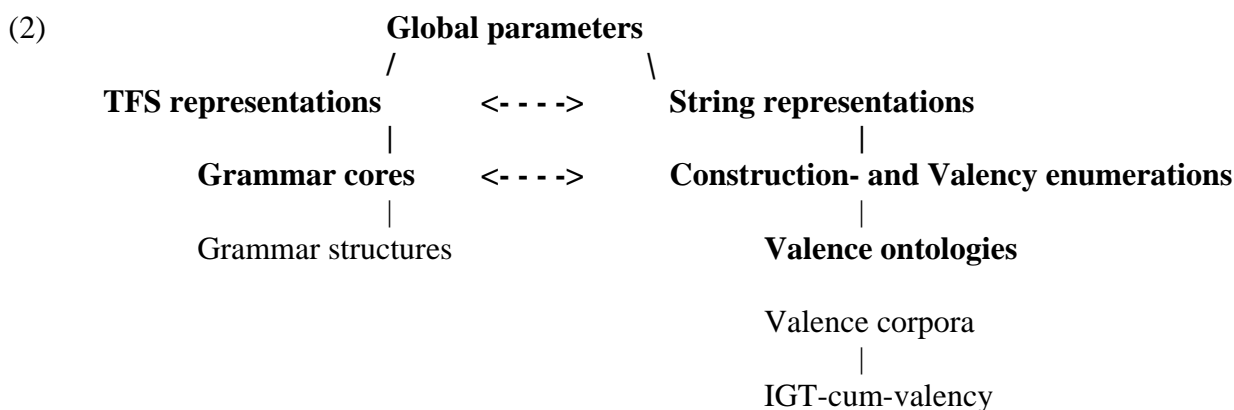 (2) Global parameters
/ \
TFS representations <- - - -> String representations
| |
Grammar cores <- - - -> Construction- and Valency enumerations
| |
Grammar structures Valence ontologies
Valence corpora
|
IGT-cum-valency